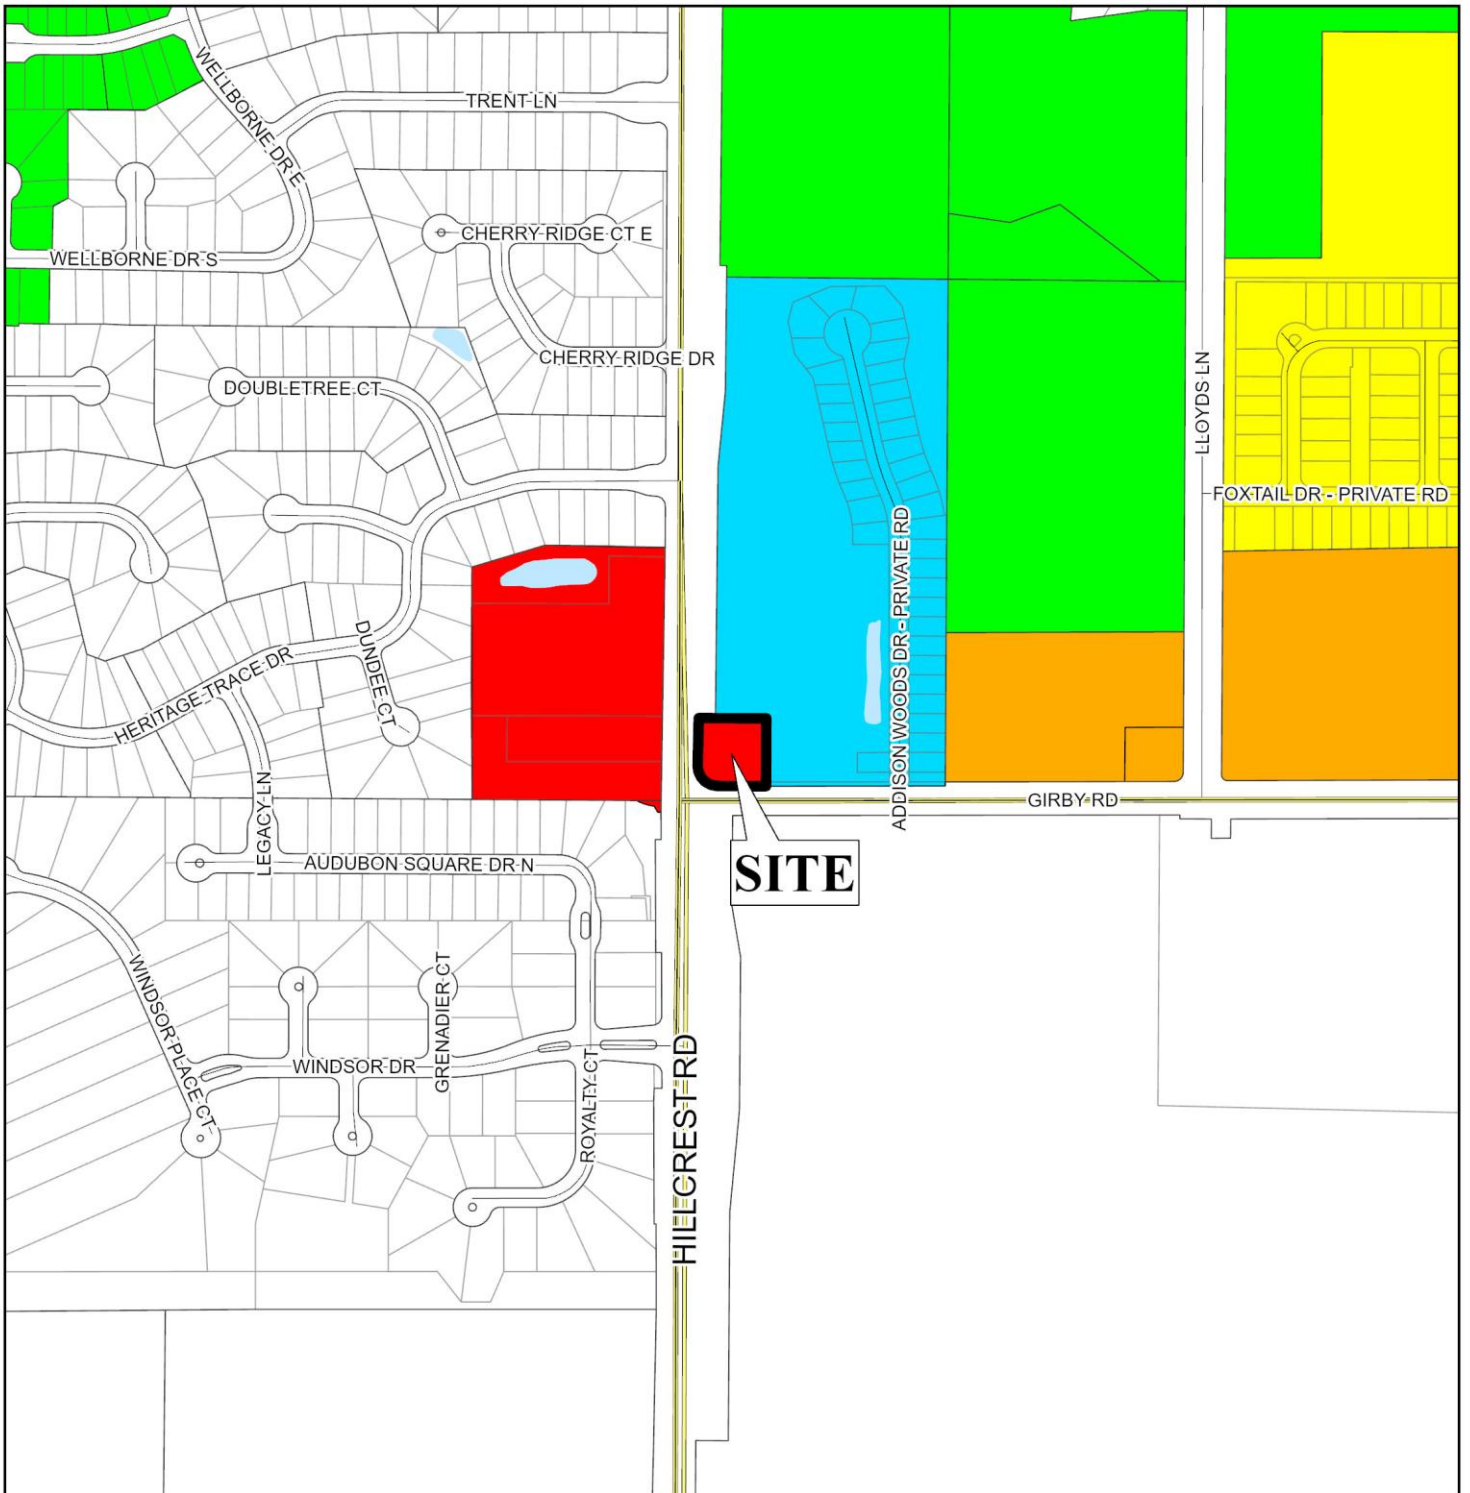 WELLBORNE DR E
TRENT LN
CHERRY RIDGE CT E
WELLBORNE DR S
CHERRY RIDGE DR
DOUBLETREE CT
LLOYDS LN
FOXTAIL DR - PRIVATE RD
ADDISON WOODS DR - PRIVATE RD
DUNDEE CT
HERITAGE TRACE DR
LEGACY LN
GIRBY RD
AUDUBON SQUARE DR N
SITE
WINDSOR PLACE CT
GRENADIER CT
WINDSOR DR
ROYALTY CT
HILLCREST RD